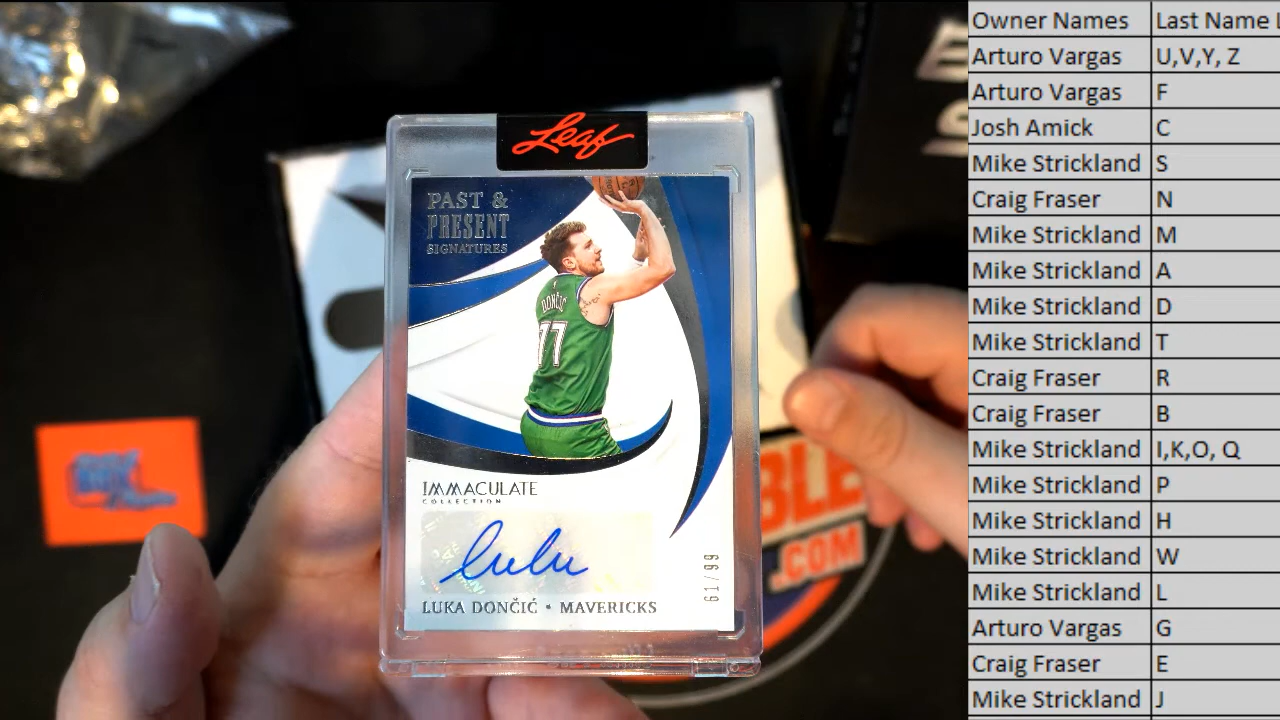 Leaf
PAST &
PRESENT
SIGNATURES
DONČIĆ
77
IMMACULATE
COLLECTION
LUKA DONČIĆ • MAVERICKS
61/99
BLE
.COM
Owner Names Last Name L
Arturo Vargas U,V,Y, Z
Arturo Vargas F
Josh Amick C
Mike Strickland S
Craig Fraser N
Mike Strickland M
Mike Strickland A
Mike Strickland D
Mike Strickland T
Craig Fraser R
Craig Fraser B
Mike Strickland I,K,O, Q
Mike Strickland P
Mike Strickland H
Mike Strickland W
Mike Strickland L
Arturo Vargas G
Craig Fraser E
Mike Strickland J